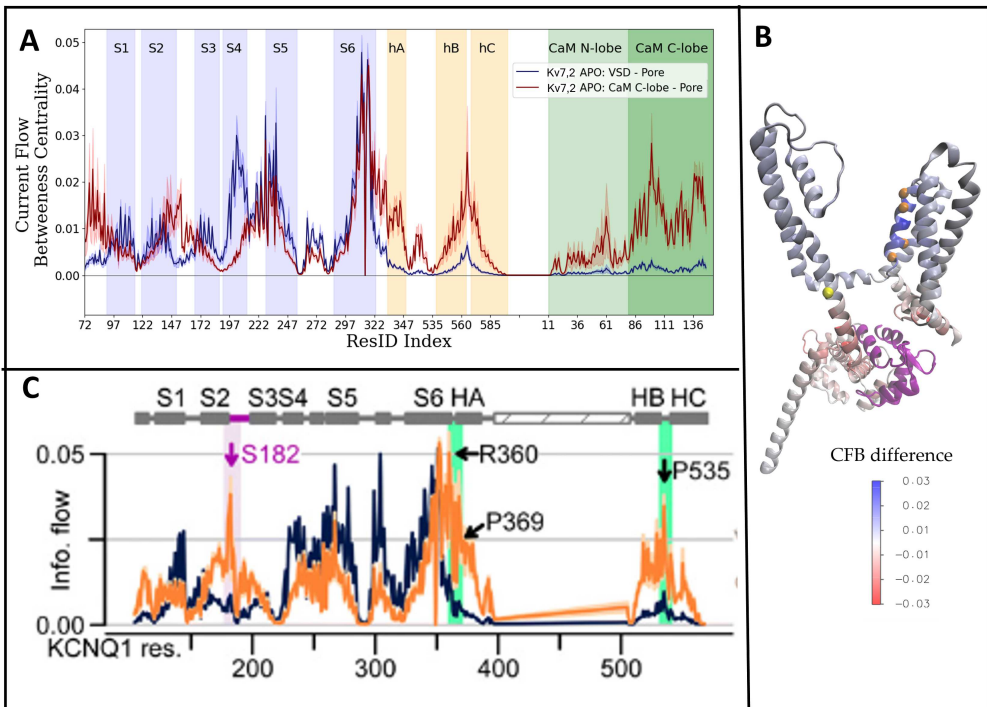 A
S1 S2 S3 S4 S5 S6 hA hB hC CaM N-lobe CaM C-lobe
Kv7,2 APO: VSD - Pore
Kv7,2 APO: CaM C-lobe - Pore
Current Flow
Betweeness Centrality
0.05
0.04
0.03
0.02
0.01
0.00
72 97 122 147 172 197 222 247 272 297 322 347 535 560 585 11 36 61 86 111 136
ResID Index
B
CFB difference
0.03
0.02
0.01
-0.01
-0.02
-0.03
C
S1 S2 S3 S4 S5 S6 HA HB HC
S182
R360
P369
P535
Info. flow
0.05
0.00
KCNQ1 res.
200 300 400 500